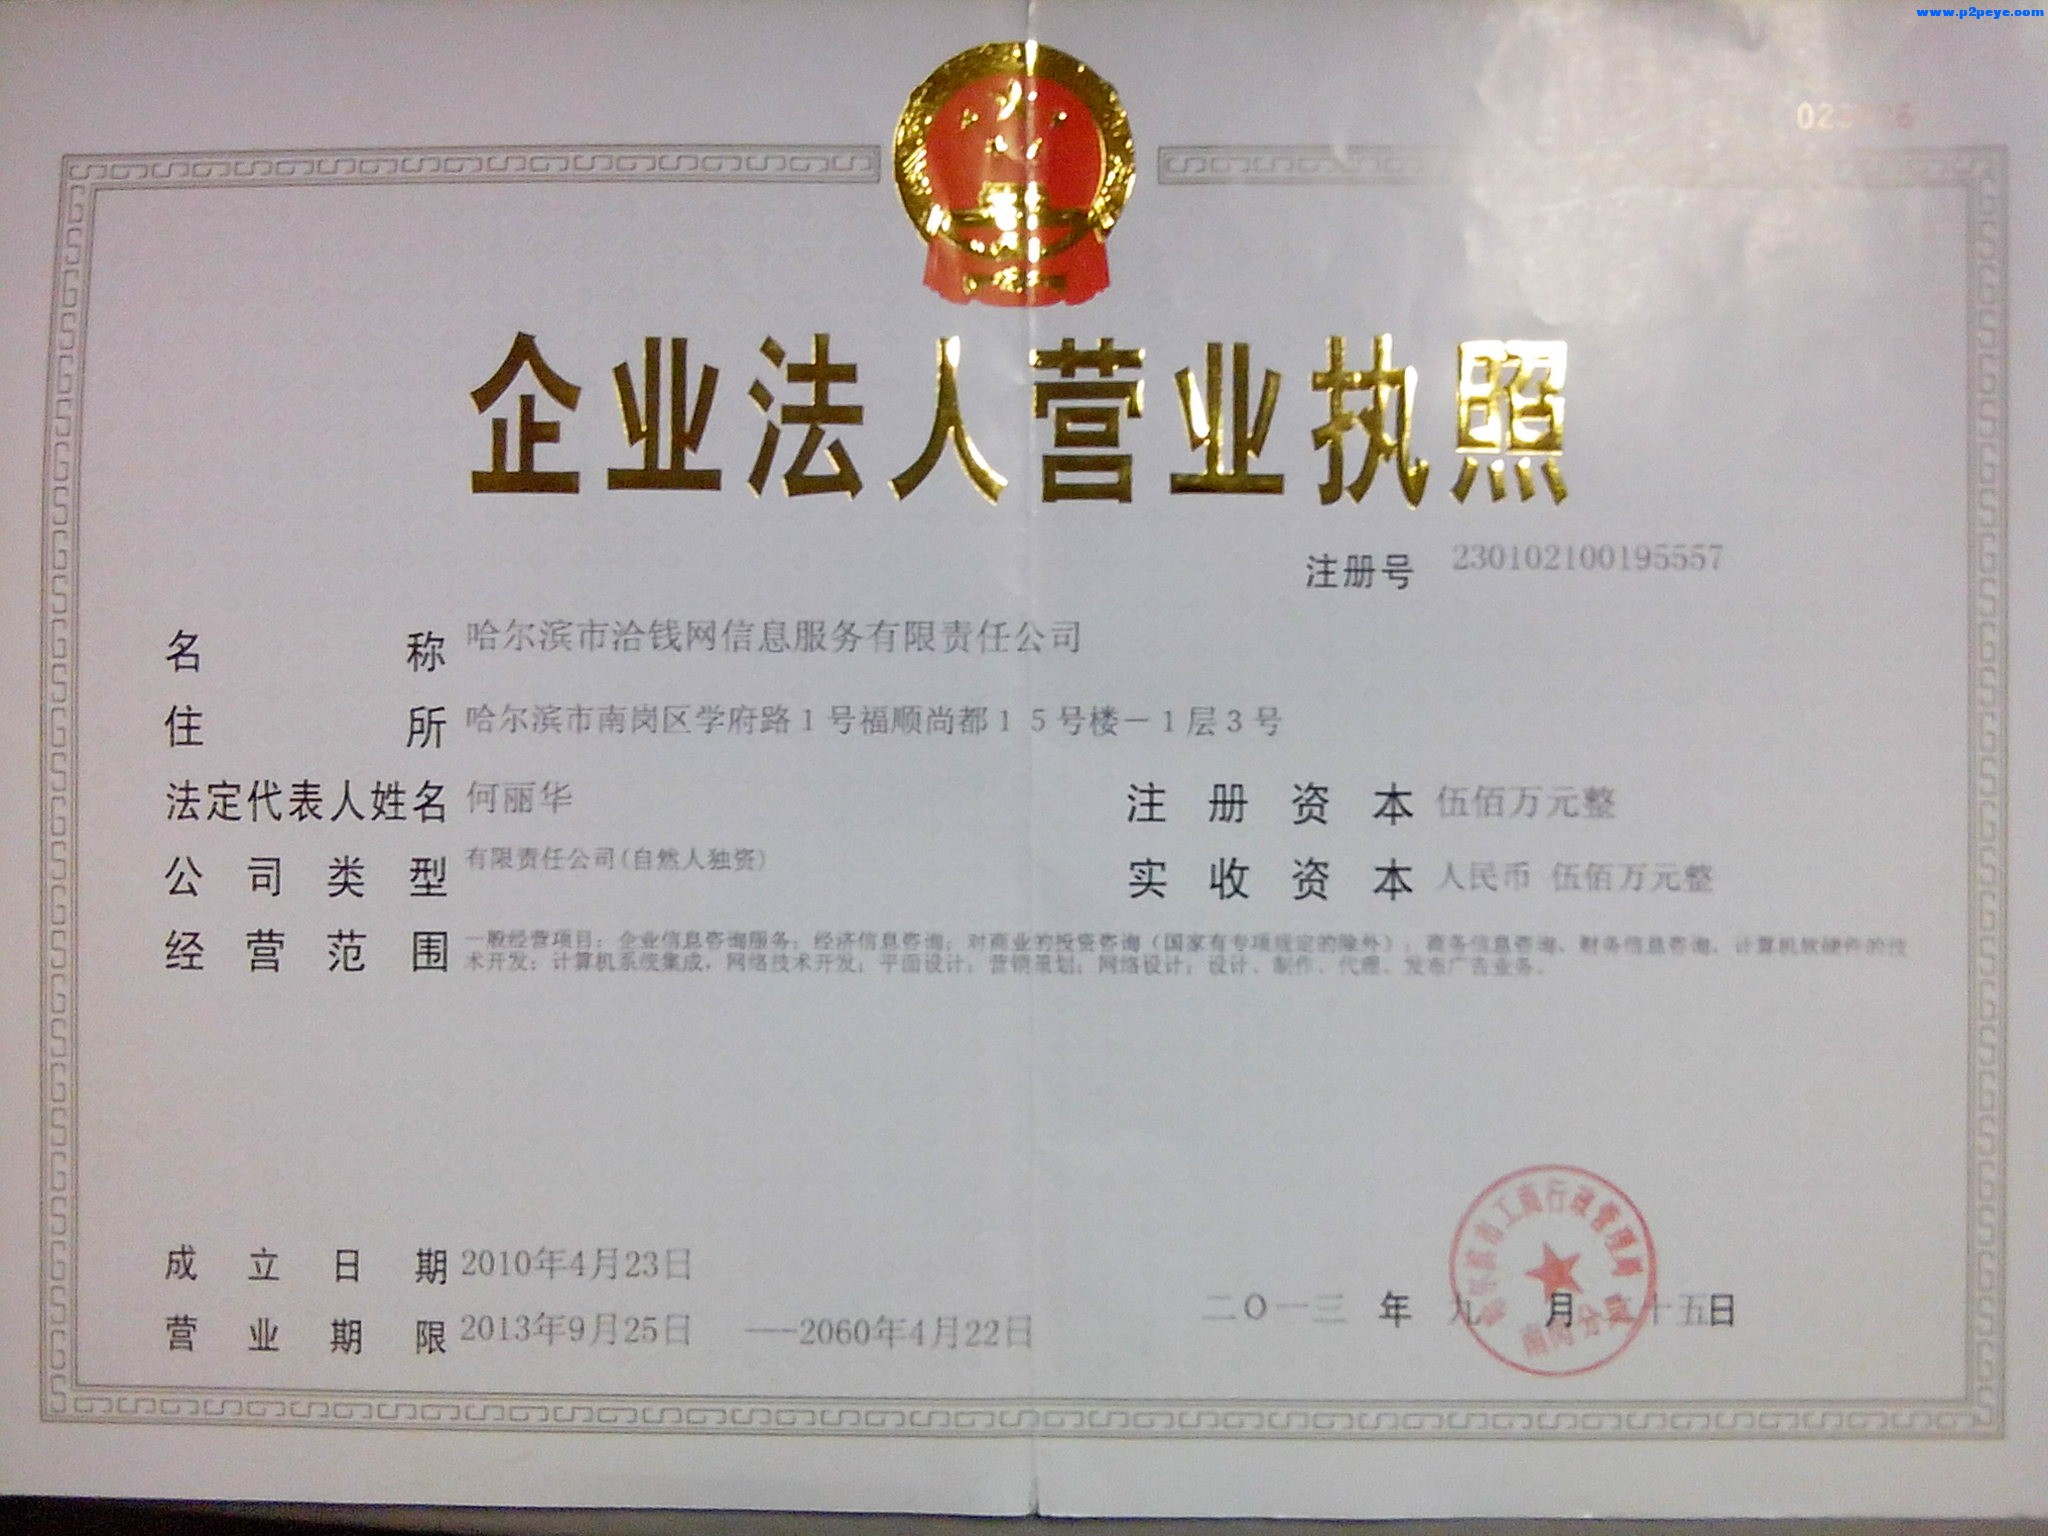 www.p2peye.com
企业法人营业执照
注册号 230102100195557
名称 哈尔滨市洽钱网信息服务有限责任公司
住所 哈尔滨市南岗区学府路1号福顺尚都15号楼-1层3号
法定代表人姓名 何丽华 注册资本 伍佰万元整
公司类型 有限责任公司(自然人独资) 实收资本 人民币 伍佰万元整
经营范围 一般经营项目：企业信息咨询服务；经济信息咨询；对商业的投资咨询（国家有专项规定的除外）；商务信息咨询、财务信息咨询、计算机软硬件的技
术开发；计算机系统集成，网络技术开发；平面设计；营销策划；网络设计；设计、制作、代理、发布广告业务。
成立日期 2010年4月23日
营业期限 2013年9月25日 ——2060年4月22日
二〇一三年 九月 十五日
哈尔滨市工商行政管理局